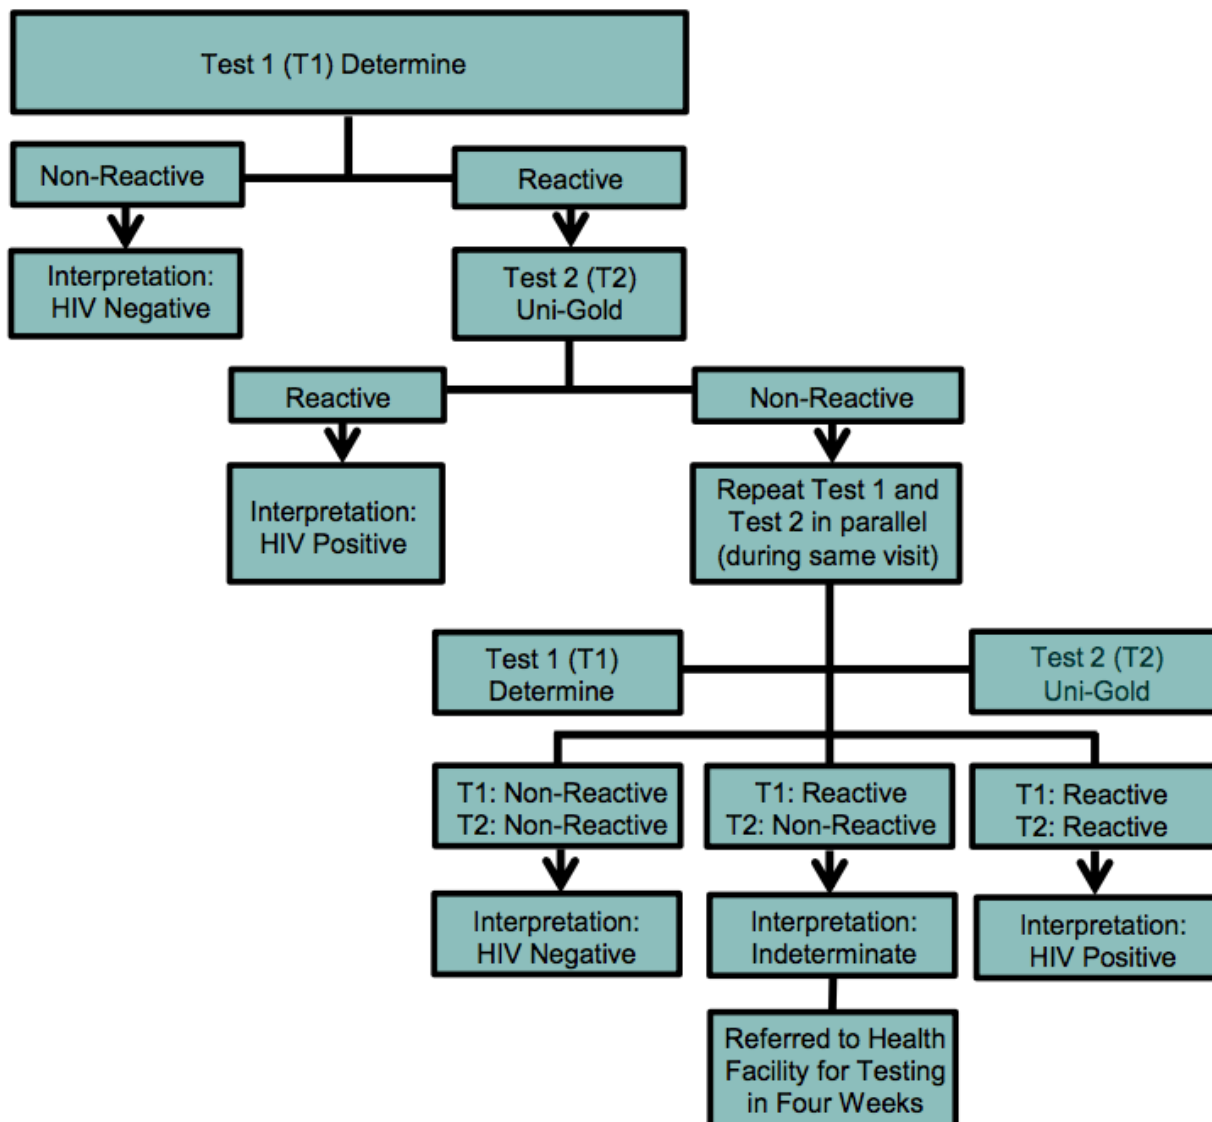 Test 1 (T1) Determine
Non-Reactive
Reactive
Interpretation:
HIV Negative
Test 2 (T2)
Uni-Gold
Reactive
Non-Reactive
Interpretation:
HIV Positive
Repeat Test 1 and
Test 2 in parallel
(during same visit)
Test 1 (T1)
Determine
Test 2 (T2)
Uni-Gold
T1: Non-Reactive
T2: Non-Reactive
T1: Reactive
T2: Non-Reactive
T1: Reactive
T2: Reactive
Interpretation:
HIV Negative
Interpretation:
Indeterminate
Interpretation:
HIV Positive
Referred to Health
Facility for Testing
in Four Weeks